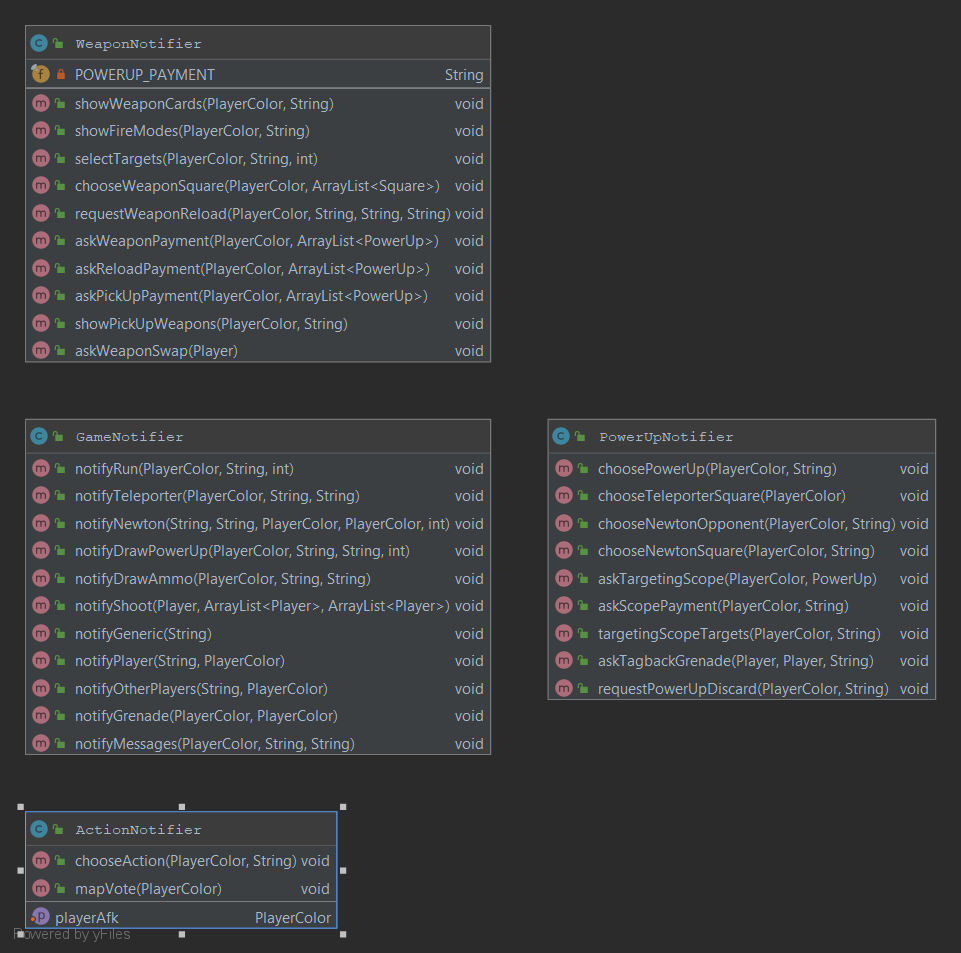 WeaponNotifier
POWERUP_PAYMENT String
showWeaponCards(PlayerColor, String) void
showFireModes(PlayerColor, String) void
selectTargets(PlayerColor, String, int) void
chooseWeaponSquare(PlayerColor, ArrayList<Square>) void
requestWeaponReload(PlayerColor, String, String, String) void
askWeaponPayment(PlayerColor, ArrayList<PowerUp>) void
askReloadPayment(PlayerColor, ArrayList<PowerUp>) void
askPickUpPayment(PlayerColor, ArrayList<PowerUp>) void
showPickUpWeapons(PlayerColor, String) void
askWeaponSwap(Player) void
GameNotifier
notifyRun(PlayerColor, String, int) void
notifyTeleporter(PlayerColor, String, String) void
notifyNewton(String, String, PlayerColor, PlayerColor, int) void
notifyDrawPowerUp(PlayerColor, String, String, int) void
notifyDrawAmmo(PlayerColor, String, String) void
notifyShoot(Player, ArrayList<Player>, ArrayList<Player>) void
notifyGeneric(String) void
notifyPlayer(String, PlayerColor) void
notifyOtherPlayers(String, PlayerColor) void
notifyGrenade(PlayerColor, PlayerColor) void
notifyMessages(PlayerColor, String, String) void
PowerUpNotifier
choosePowerUp(PlayerColor, String) void
chooseTeleporterSquare(PlayerColor) void
chooseNewtonOpponent(PlayerColor, String) void
chooseNewtonSquare(PlayerColor, String) void
askTargetingScope(PlayerColor, PowerUp) void
askScopePayment(PlayerColor, String) void
targetingScopeTargets(PlayerColor, String) void
askTagbackGrenade(Player, Player, String) void
requestPowerUpDiscard(PlayerColor, String) void
ActionNotifier
chooseAction(PlayerColor, String) void
mapVote(PlayerColor) void
playerAfk PlayerColor
Powered by yFiles